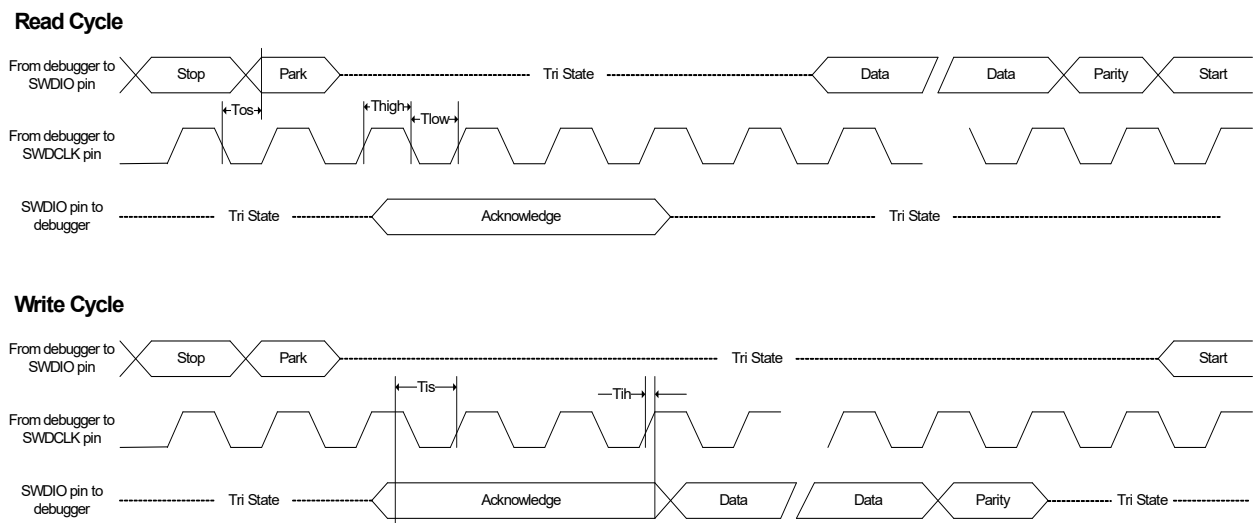 Read Cycle
From debugger to
SWDIO pin
Stop
Park
Tri State
Data
Data
Parity
Start
Tos
Thigh
Tlow
From debugger to
SWDCLK pin
SWDIO pin to
debugger
Tri State
Acknowledge
Tri State
Write Cycle
From debugger to
SWDIO pin
Stop
Park
Tri State
Start
Tis
Tih
From debugger to
SWDCLK pin
SWDIO pin to
debugger
Tri State
Acknowledge
Data
Data
Parity
Tri State